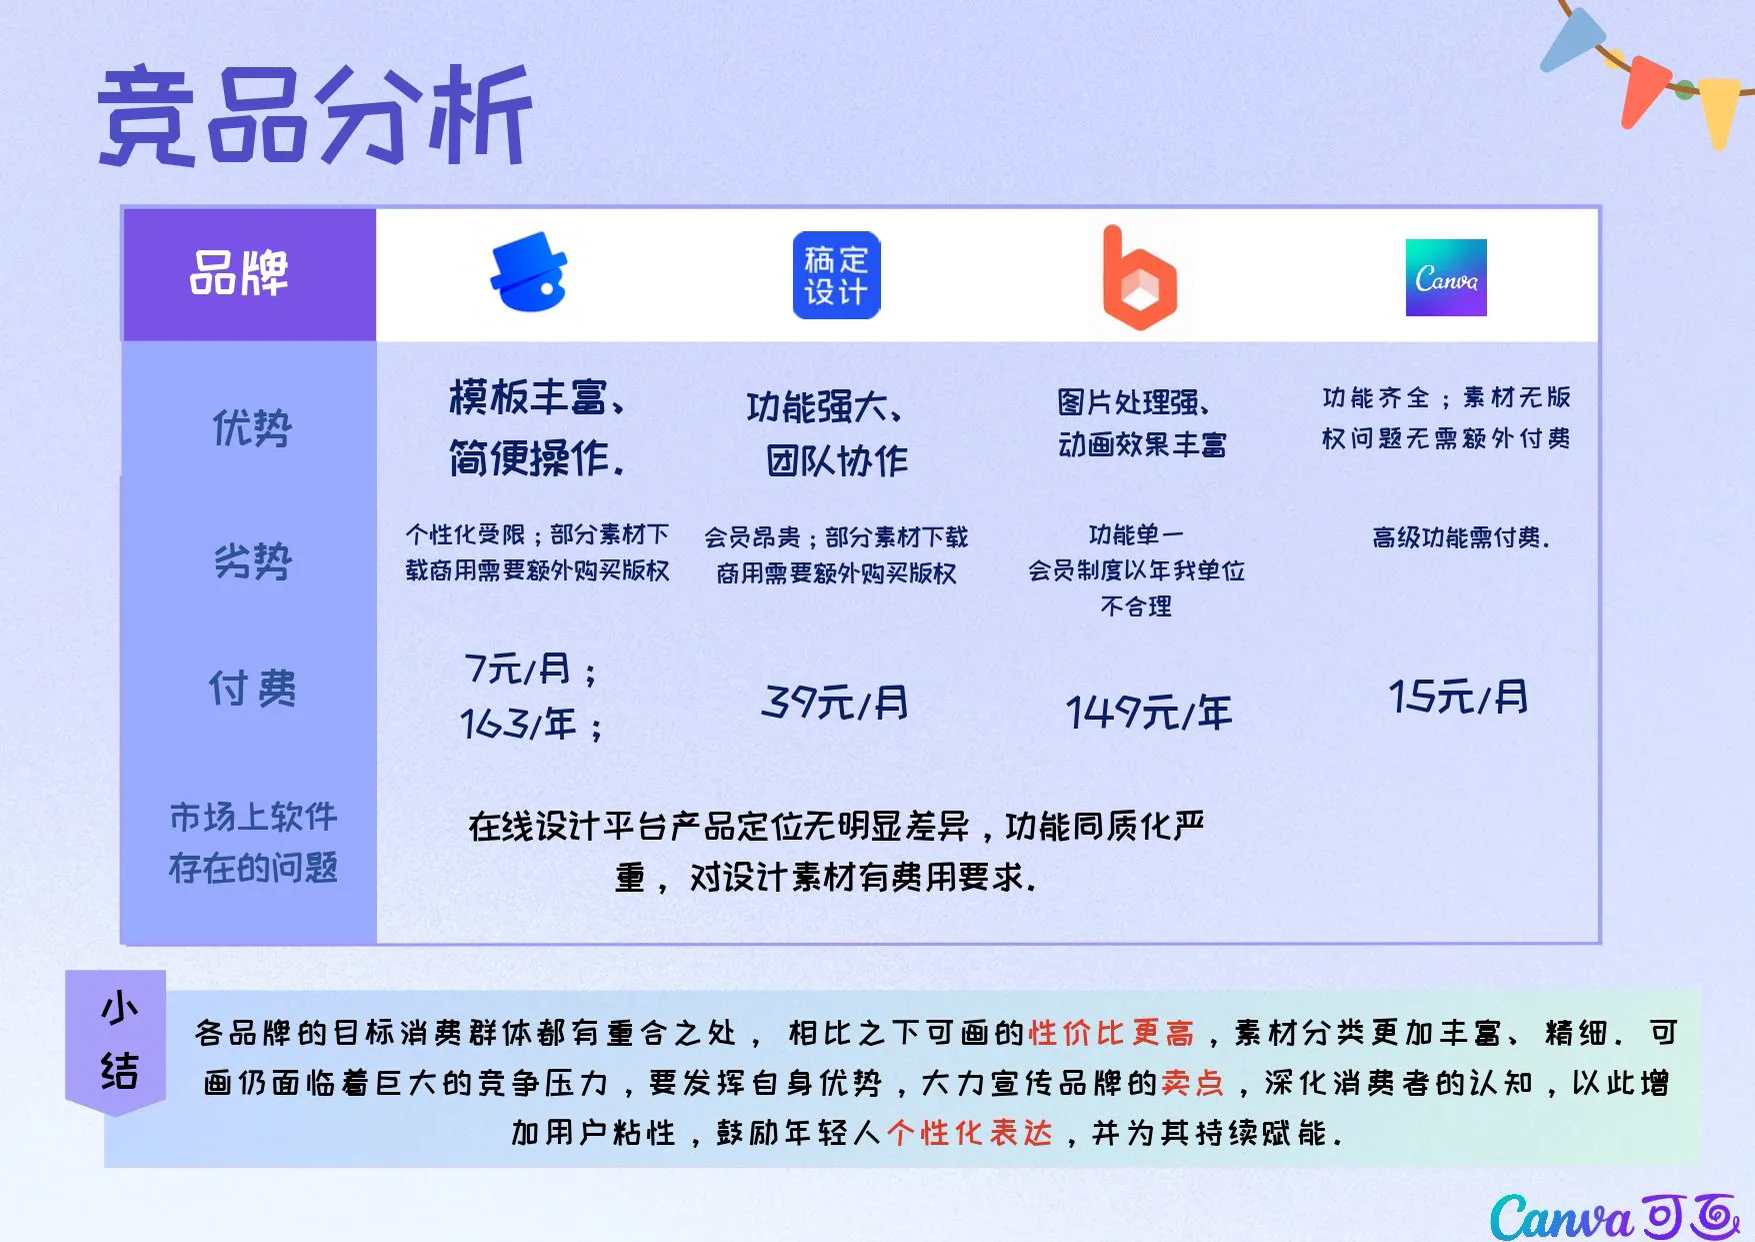 竞品分析
品牌
稿定
设计
Canva
优势
模板丰富、
简便操作.
功能强大、
团队协作
图片处理强、
动画效果丰富
功能齐全；素材无版
权问题无需额外付费
劣势
个性化受限；部分素材下
载商用需要额外购买版权
会员昂贵；部分素材下载
商用需要额外购买版权
功能单一
会员制度以年我单位
不合理
高级功能需付费.
付费
7元/月；
163/年；
39元/月
149元/年
15元/月
市场上软件
存在的问题
在线设计平台产品定位无明显差异，功能同质化严
重， 对设计素材有费用要求.
小
结
各品牌的目标消费群体都有重合之处， 相比之下可画的性价比更高，素材分类更加丰富、 精细. 可
画仍面临着巨大的竞争压力，要发挥自身优势，大力宣传品牌的卖点，深化消费者的认知，以此增
加用户粘性，鼓励年轻人个性化表达，并为其持续赋能.
Canva可画